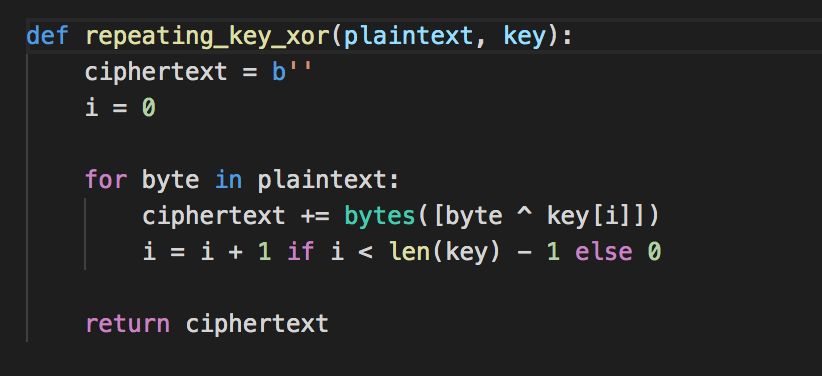 def repeating_key_xor(plaintext, key):
    ciphertext = b''
    i = 0

    for byte in plaintext:
        ciphertext += bytes([byte ^ key[i]])
        i = i + 1 if i < len(key) - 1 else 0

    return ciphertext